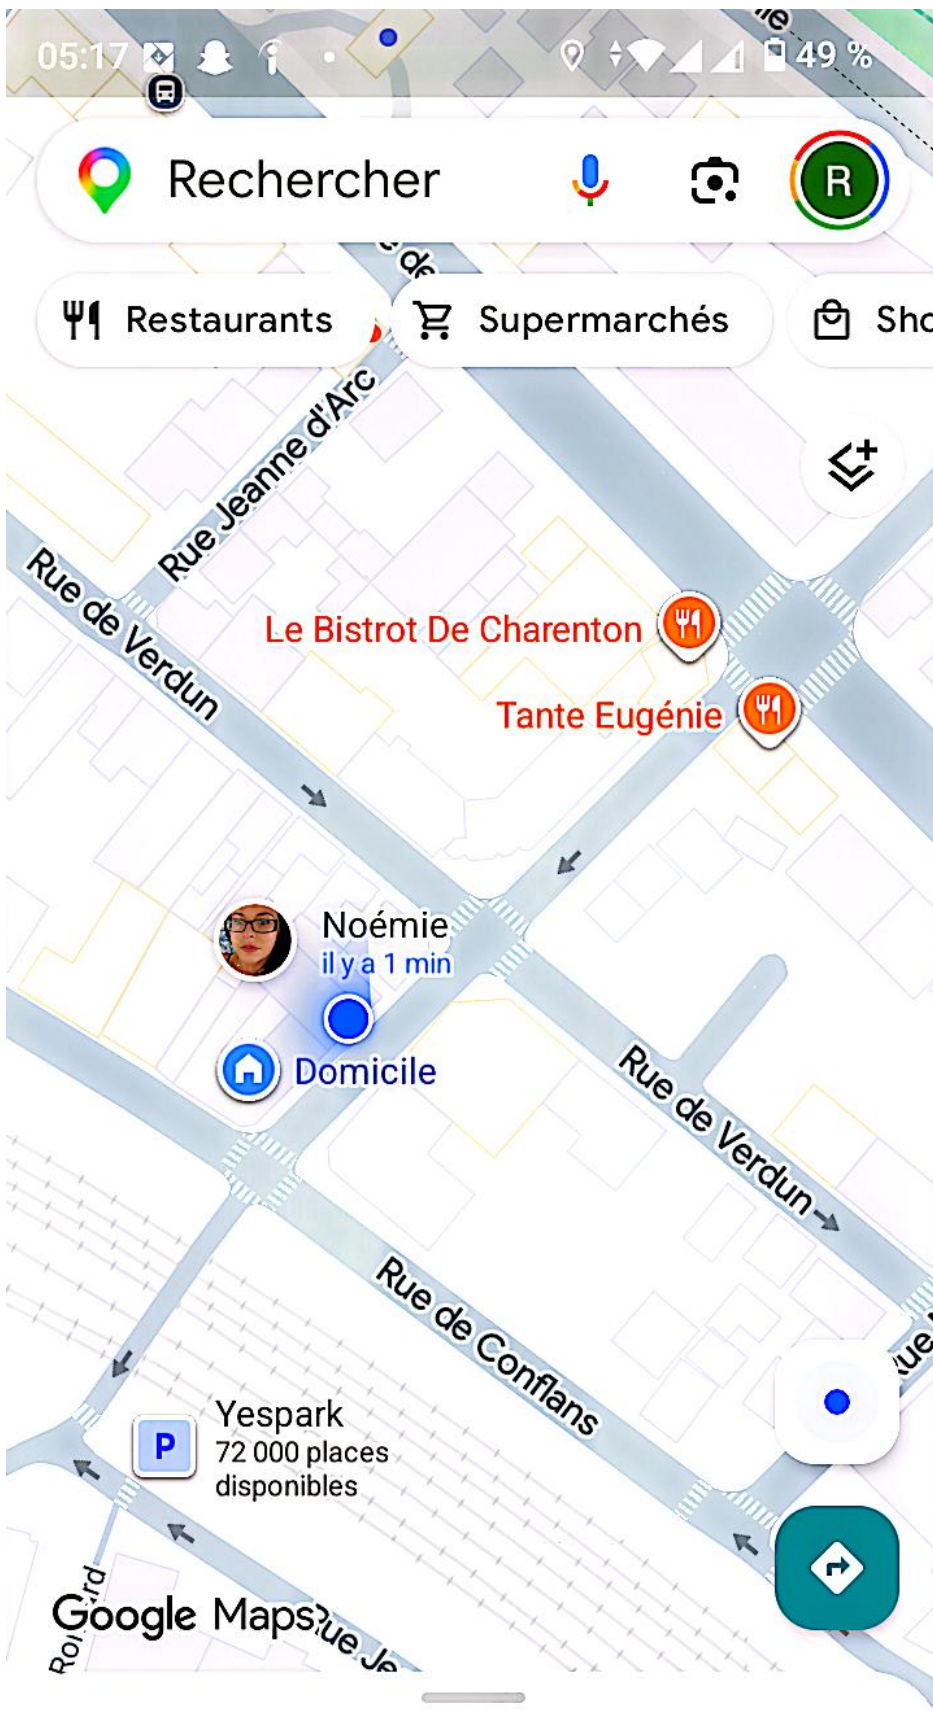 05:17
49 %
Rechercher
R
Restaurants
Supermarchés
Sho
Rue Jeanne d'Arc
Rue de Verdun
Le Bistrot De Charenton
Tante Eugénie
Noémie
il y a 1 min
Domicile
Rue de Verdun
Rue de Conflans
P
Yespark
72 000 places
disponibles
Google Maps